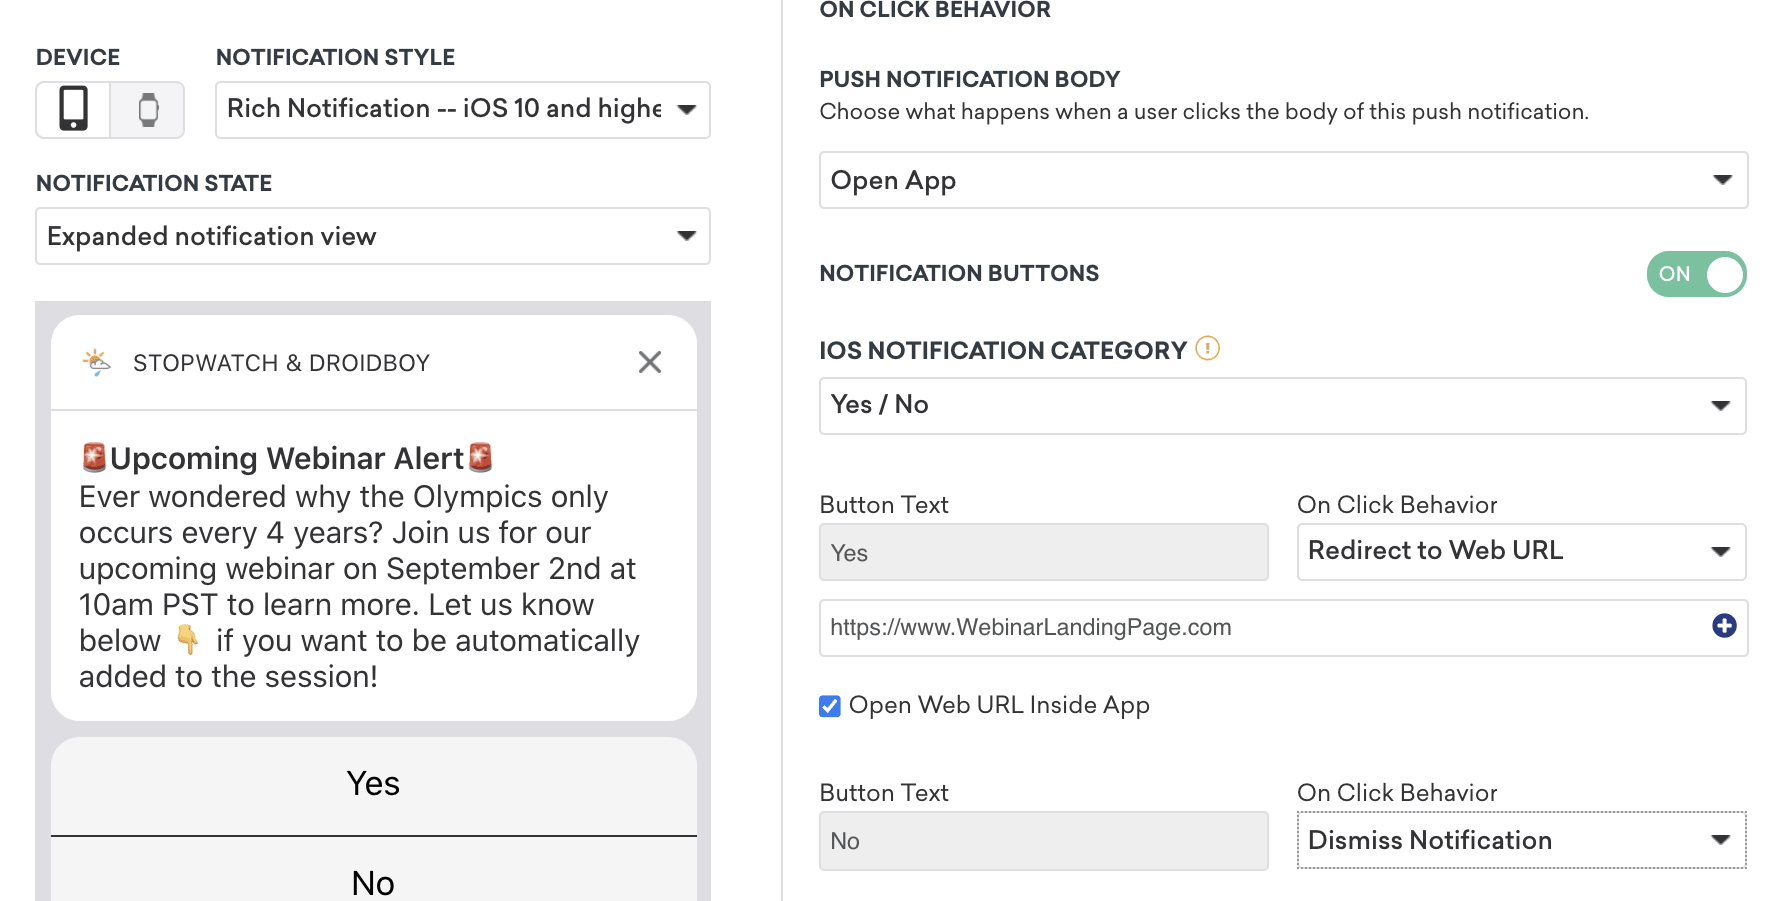 DEVICE
NOTIFICATION STYLE
Rich Notification -- iOS 10 and highe
NOTIFICATION STATE
Expanded notification view
STOPWATCH & DROIDBOY
🚨Upcoming Webinar Alert🚨
Ever wondered why the Olympics only
occurs every 4 years? Join us for our
upcoming webinar on September 2nd at
10am PST to learn more. Let us know
below 👇 if you want to be automatically
added to the session!
Yes
No
ON CLICK BEHAVIOR
PUSH NOTIFICATION BODY
Choose what happens when a user clicks the body of this push notification.
Open App
NOTIFICATION BUTTONS
ON
IOS NOTIFICATION CATEGORY
Yes / No
Button Text
On Click Behavior
Yes
Redirect to Web URL
https://www.WebinarLandingPage.com
Open Web URL Inside App
Button Text
On Click Behavior
No
Dismiss Notification